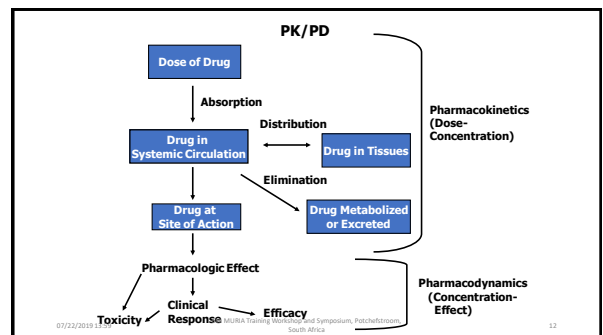 PK/PD
Dose of Drug
Absorption
Distribution
Drug in
Systemic Circulation
Drug in Tissues
Elimination
Drug at
Site of Action
Drug Metabolized
or Excreted
Pharmacokinetics
(Dose-
Concentration)
Pharmacologic Effect
Clinical
Response
Toxicity
Efficacy
Pharmacodynamics
(Concentration-
Effect)
07/22/2019
MURIA Training Workshop and Symposium, Potchefstroom,
South Africa
12